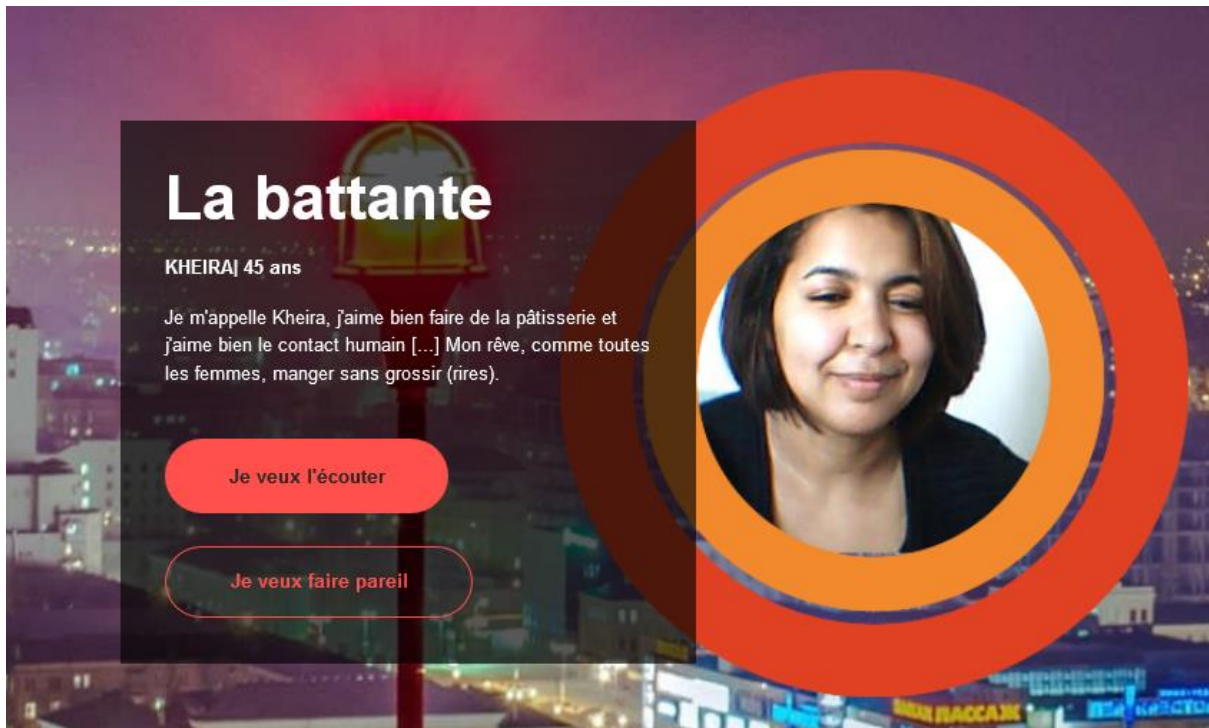 La battante
KHEIRA| 45 ans
Je m'appelle Kheira, j'aime bien faire de la pâtisserie et
j'aime bien le contact humain [...] Mon rêve, comme toutes
les femmes, manger sans grossir (rires).
Je veux l'écouter
Je veux faire pareil
ПАССАЖ